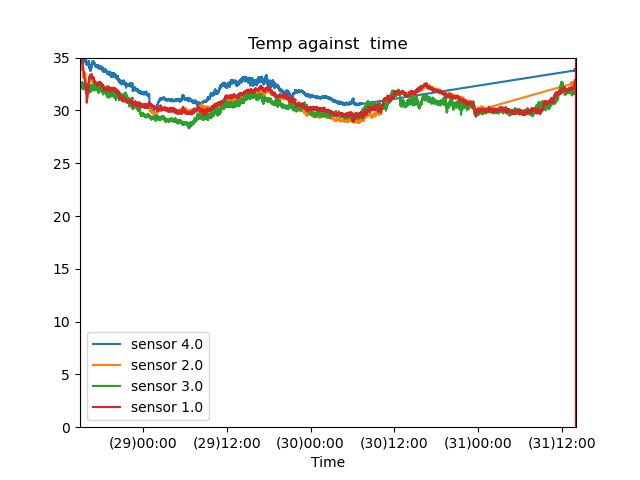 Temp against  time
35
30
25
20
15
10
5
0
sensor 4.0
sensor 2.0
sensor 3.0
sensor 1.0
(29)00:00 (29)12:00 (30)00:00 (30)12:00 (31)00:00 (31)12:00
Time